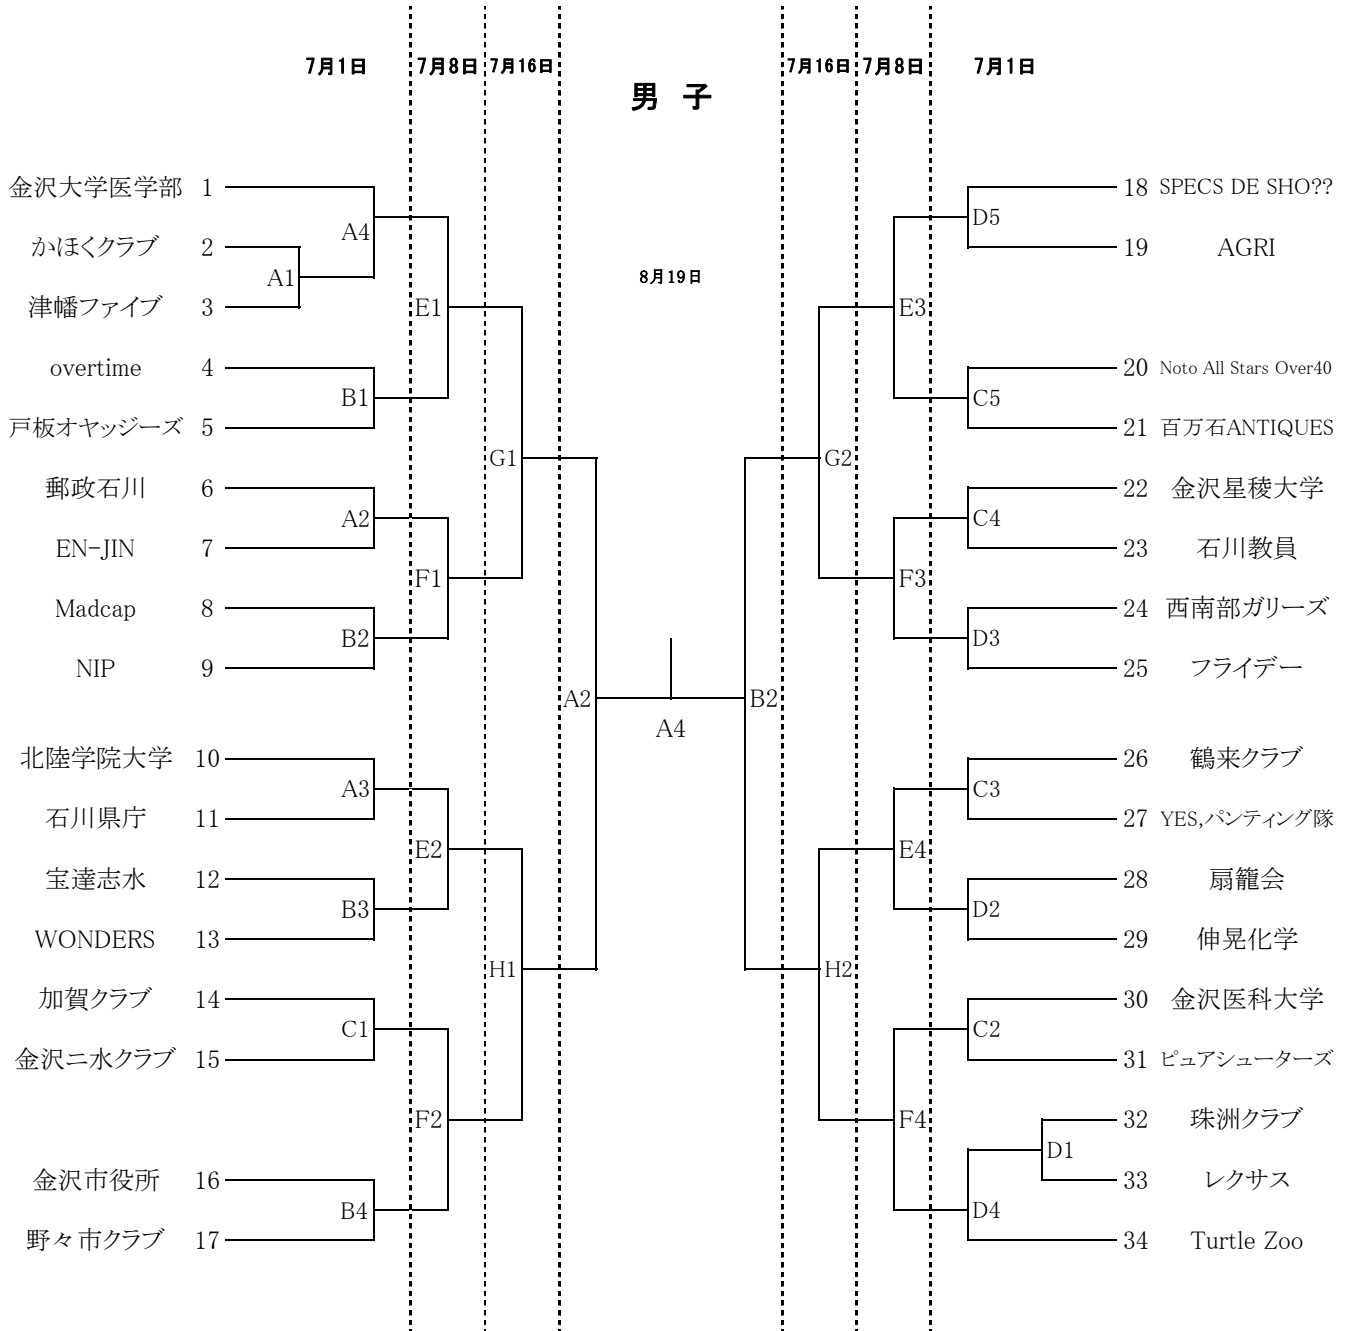 7月1日 7月8日 7月16日 7月16日 7月8日 7月1日
男 子
金沢大学医学部 1 18 SPECS DE SHO??
D5
A4
かほくクラブ 2 19 AGRI
A1 8月19日
津幡ファイブ 3 E1 E3
overtime 4 20 Noto All Stars Over40
B1 C5
戸板オヤッジーズ 5 21 百万石ANTIQUES
G1 G2
郵政石川 6 22 金沢星稜大学
A2 C4
EN-JIN 7 23 石川教員
F1 F3
Madcap 8 24 西南部ガリーズ
B2 D3
NIP 9 25 フライデー
A2 B2
A4
北陸学院大学 10 26 鶴来クラブ
A3 C3
石川県庁 11 27 YES,パンティング隊
E2 E4
宝達志水 12 28 扇籠会
B3 D2
WONDERS 13 29 伸晃化学
H1 H2
加賀クラブ 14 30 金沢医科大学
C1 C2
金沢ニ水クラブ 15 31 ピュアシューターズ
F2 F4 32 珠洲クラブ
D1
金沢市役所 16 33 レクサス
B4 D4
野々市クラブ 17 34 Turtle Zoo